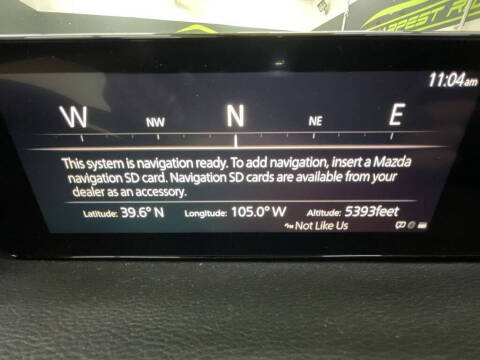 APPEST RI
11:04am
W NW N NE E
This system is navigation ready. To add navigation, insert a Mazda
navigation SD card. Navigation SD cards are available from your
dealer as an accessory.
Latitude: 39.6° N Longitude: 105.0° W Altitude: 5393feet
Not Like Us